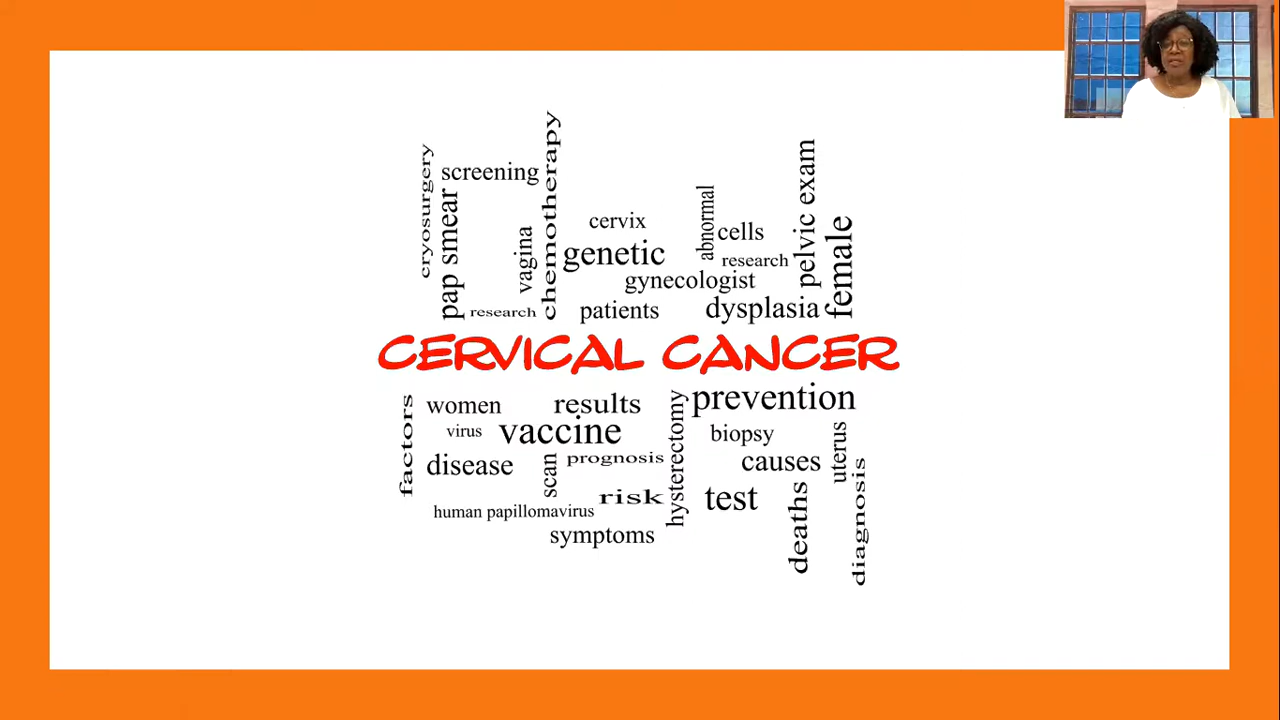 cryosurgery
screening
pap smear
vagina
chemotherapy
cervix
genetic
abnormal
cells
research
gynecologist
pelvic exam
female
research
patients
dysplasia
CERVICAL CANCER
factors
women
results
prevention
virus
vaccine
hysterectomy
biopsy
uterus
disease
scan
prognosis
causes
human papillomavirus
risk
test
deaths
diagnosis
symptoms